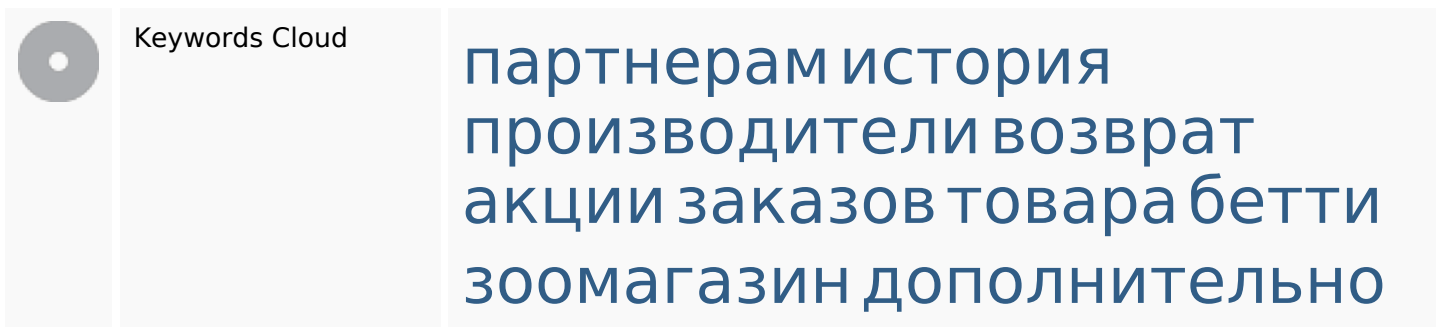 Keywords Cloud
партнерам история
производители возврат
акции заказов товара бетти
зоомагазин дополнительно